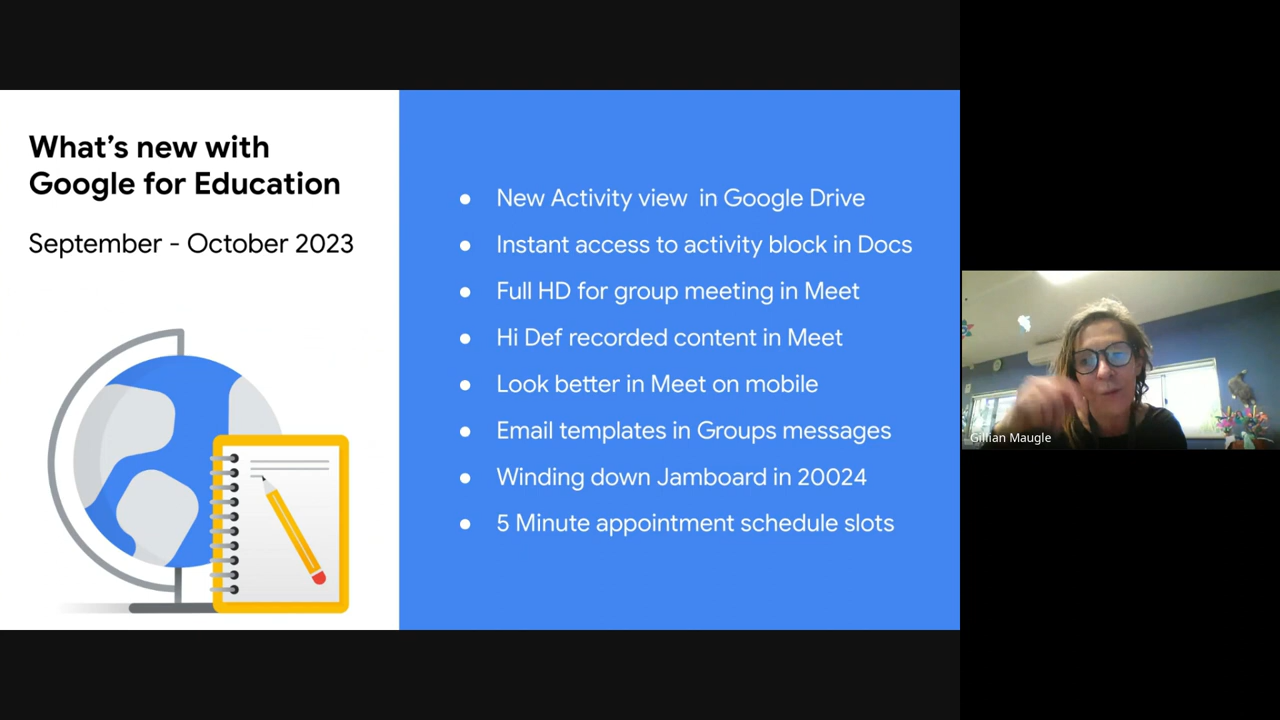 What's new with
Google for Education
September - October 2023
● New Activity view  in Google Drive
● Instant access to activity block in Docs
● Full HD for group meeting in Meet
● Hi Def recorded content in Meet
● Look better in Meet on mobile
● Email templates in Groups messages
● Winding down Jamboard in 20024
● 5 Minute appointment schedule slots
Gillian Maugle